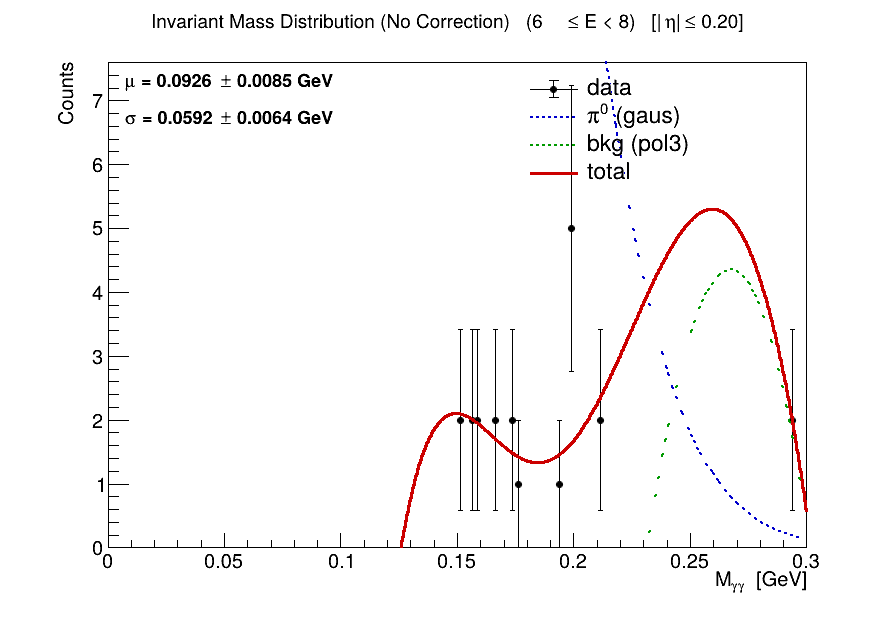 Invariant Mass Distribution (No Correction) (6 ≤ E < 8) [|η| ≤ 0.20]
Counts
μ = 0.0926 ± 0.0085 GeV
σ = 0.0592 ± 0.0064 GeV
data
π⁰ (gaus)
bkg (pol3)
total
7
6
5
4
3
2
1
0
0 0.05 0.1 0.15 0.2 0.25 0.3
Mγγ [GeV]